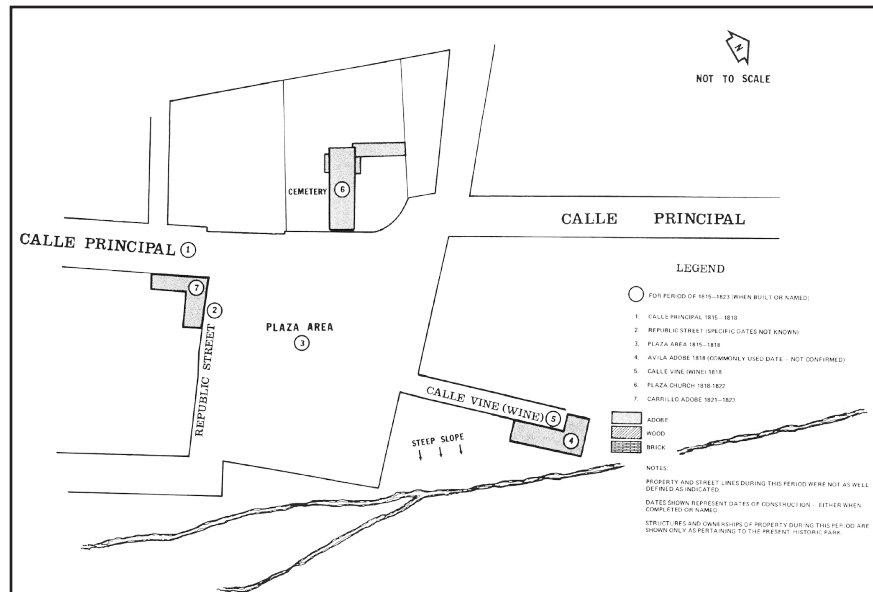 N
NOT TO SCALE
CEMETERY 6
CALLE PRINCIPAL
CALLE PRINCIPAL 1
7
2
REPUBLIC STREET
PLAZA AREA
3
CALLE VINE (WINE) 5
4
STEEP SLOPE
LEGEND
FOR PERIOD OF 1815–1823 (WHEN BUILT OR NAMED)
1. CALLE PRINCIPAL 1815–1818
2. REPUBLIC STREET (SPECIFIC DATES NOT KNOWN)
3. PLAZA AREA 1815–1818
4. AVILA ADOBE 1818 (COMMONLY USED DATE – NOT CONFIRMED)
5. CALLE VINE (WINE) 1818
6. PLAZA CHURCH 1818-1822
7. CARRILLO ADOBE 1821–1823
ADOBE
WOOD
BRICK
NOTES:
PROPERTY AND STREET LINES DURING THIS PERIOD WERE NOT AS WELL
DEFINED AS INDICATED.
DATES SHOWN REPRESENT DATES OF CONSTRUCTION – EITHER WHEN
COMPLETED OR NAMED.
STRUCTURES AND OWNERSHIPS OF PROPERTY DURING THIS PERIOD ARE
SHOWN ONLY AS PERTAINING TO THE PRESENT HISTORIC PARK.